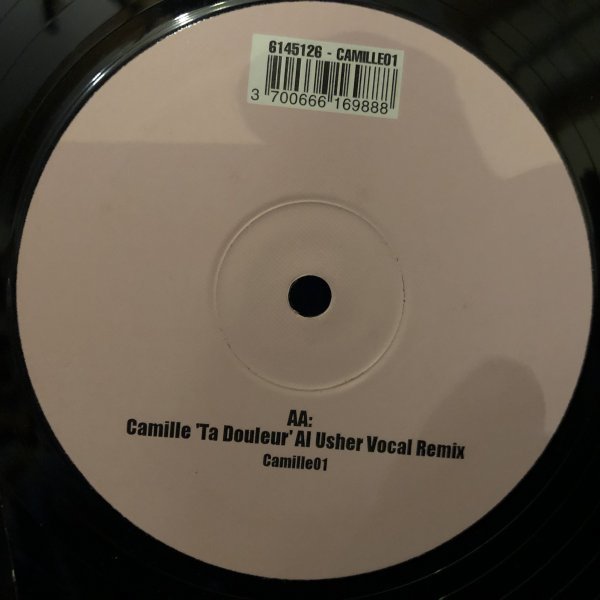 6145126 - CAMILLE01
3 700666 169888
AA:
Camille 'Ta Douleur' Al Usher Vocal Remix
Camille01